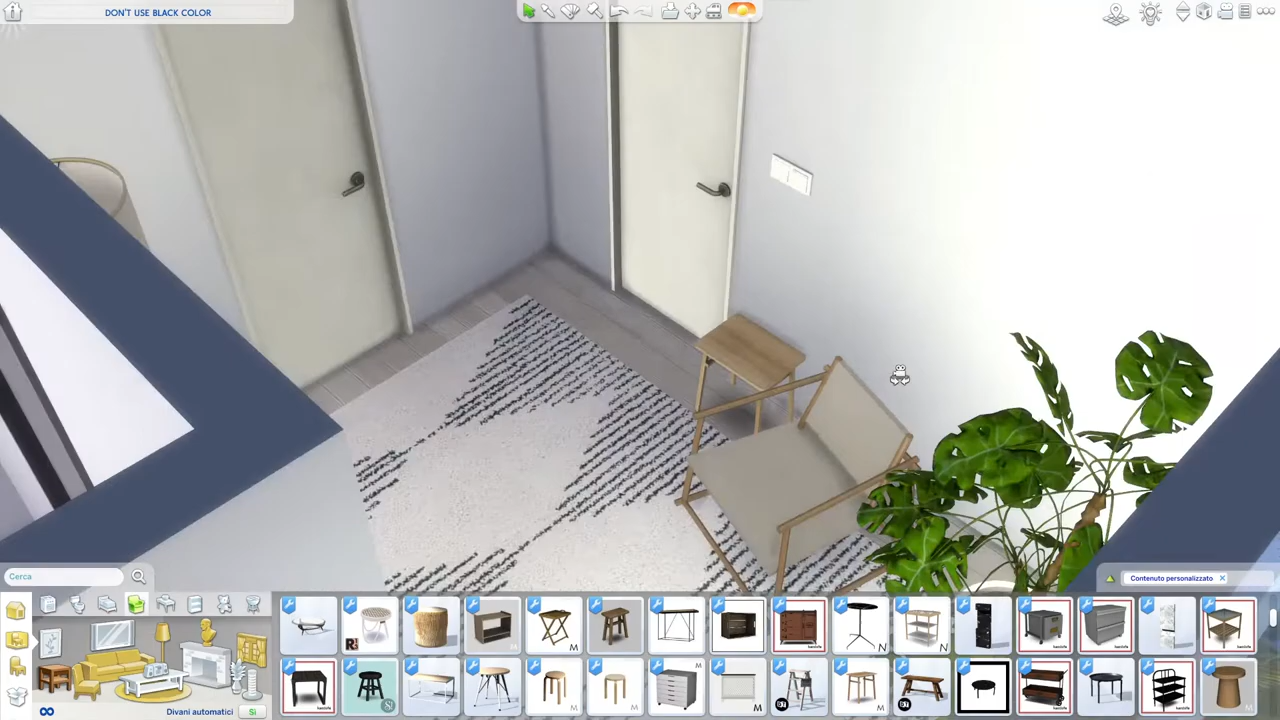 DON'T USE BLACK COLOR
Cerca
Contenuto personalizzato
Divani automatici
Sì